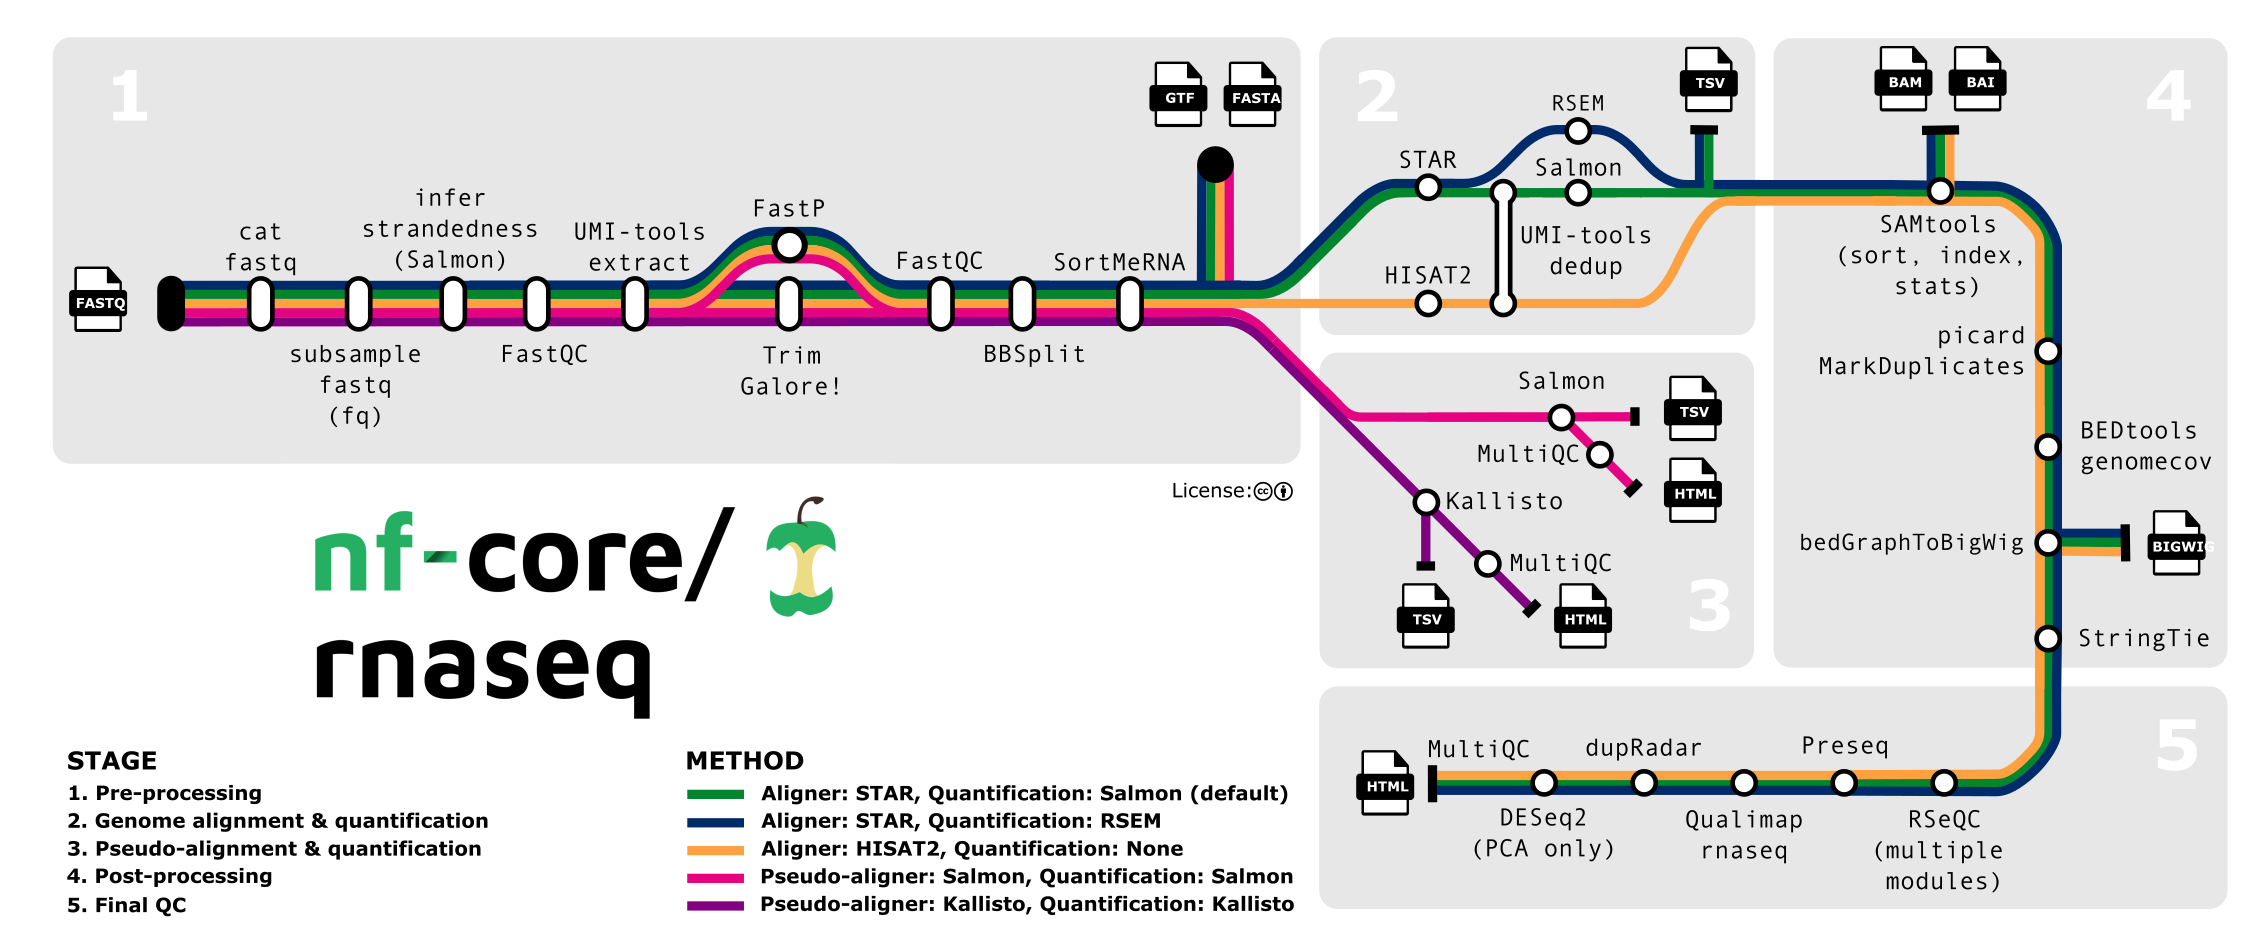 1
GTF
FASTA
infer
strandedness
(Salmon)
cat
fastq
UMI-tools
extract
FastP
FastQC
SortMeRNA
FASTQ
subsample
fastq
(fq)
FastQC
Trim
Galore!
BBSplit
2
TSV
RSEM
STAR
Salmon
UMI-tools
dedup
HISAT2
4
BAM
BAI
SAMtools
(sort, index,
stats)
picard
MarkDuplicates
BEDtools
genomecov
bedGraphToBigWig
BIGWIG
StringTie
3
Salmon
TSV
MultiQC
HTML
Kallisto
MultiQC
TSV
HTML
License:
cc
nf-core/
rnaseq
5
MultiQC
dupRadar
Preseq
HTML
DESeq2
(PCA only)
Qualimap
rnaseq
RSeQC
(multiple
modules)
STAGE
1. Pre-processing
2. Genome alignment & quantification
3. Pseudo-alignment & quantification
4. Post-processing
5. Final QC
METHOD
Aligner: STAR, Quantification: Salmon (default)
Aligner: STAR, Quantification: RSEM
Aligner: HISAT2, Quantification: None
Pseudo-aligner: Salmon, Quantification: Salmon
Pseudo-aligner: Kallisto, Quantification: Kallisto